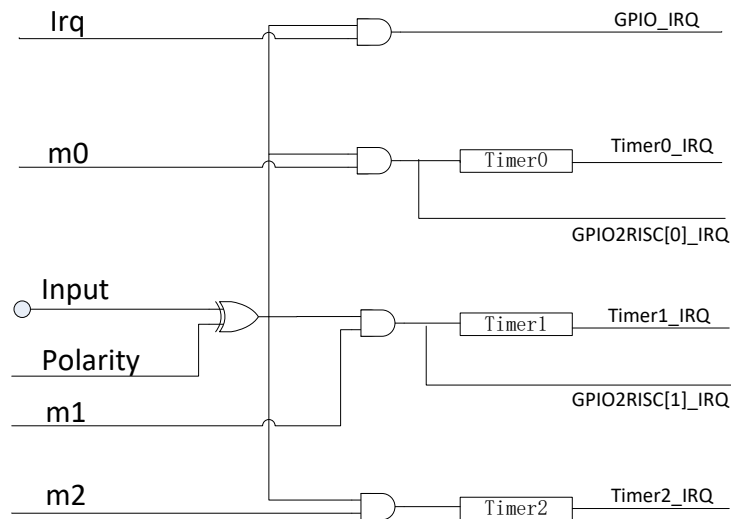 Irq
GPIO_IRQ
m0
Timer0
Timer0_IRQ
GPIO2RISC[0]_IRQ
Input
Timer1
Timer1_IRQ
Polarity
GPIO2RISC[1]_IRQ
m1
m2
Timer2
Timer2_IRQ